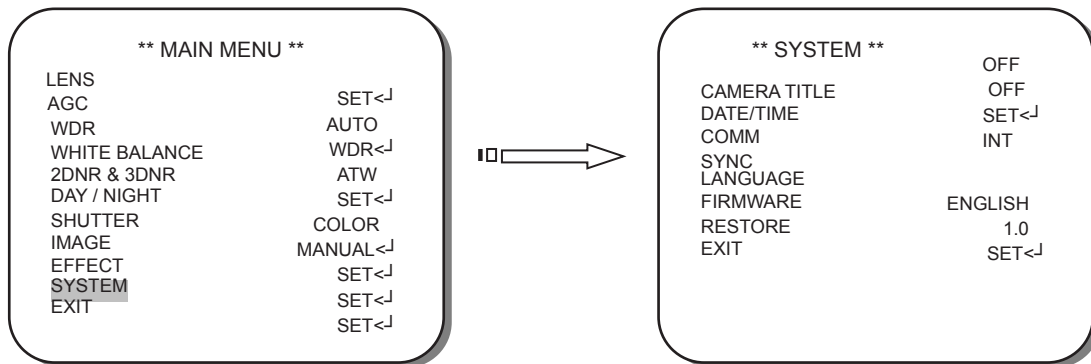 ** MAIN MENU **
LENS
SET<┘
AGC
AUTO
WDR
WDR<┘
WHITE BALANCE
ATW
2DNR & 3DNR
SET<┘
DAY / NIGHT
COLOR
SHUTTER
MANUAL<┘
IMAGE
SET<┘
EFFECT
SET<┘
SYSTEM
SET<┘
EXIT
** SYSTEM **
CAMERA TITLE
OFF
DATE/TIME
OFF
COMM
SET<┘
SYNC
INT
LANGUAGE
ENGLISH
FIRMWARE
1.0
RESTORE
SET<┘
EXIT